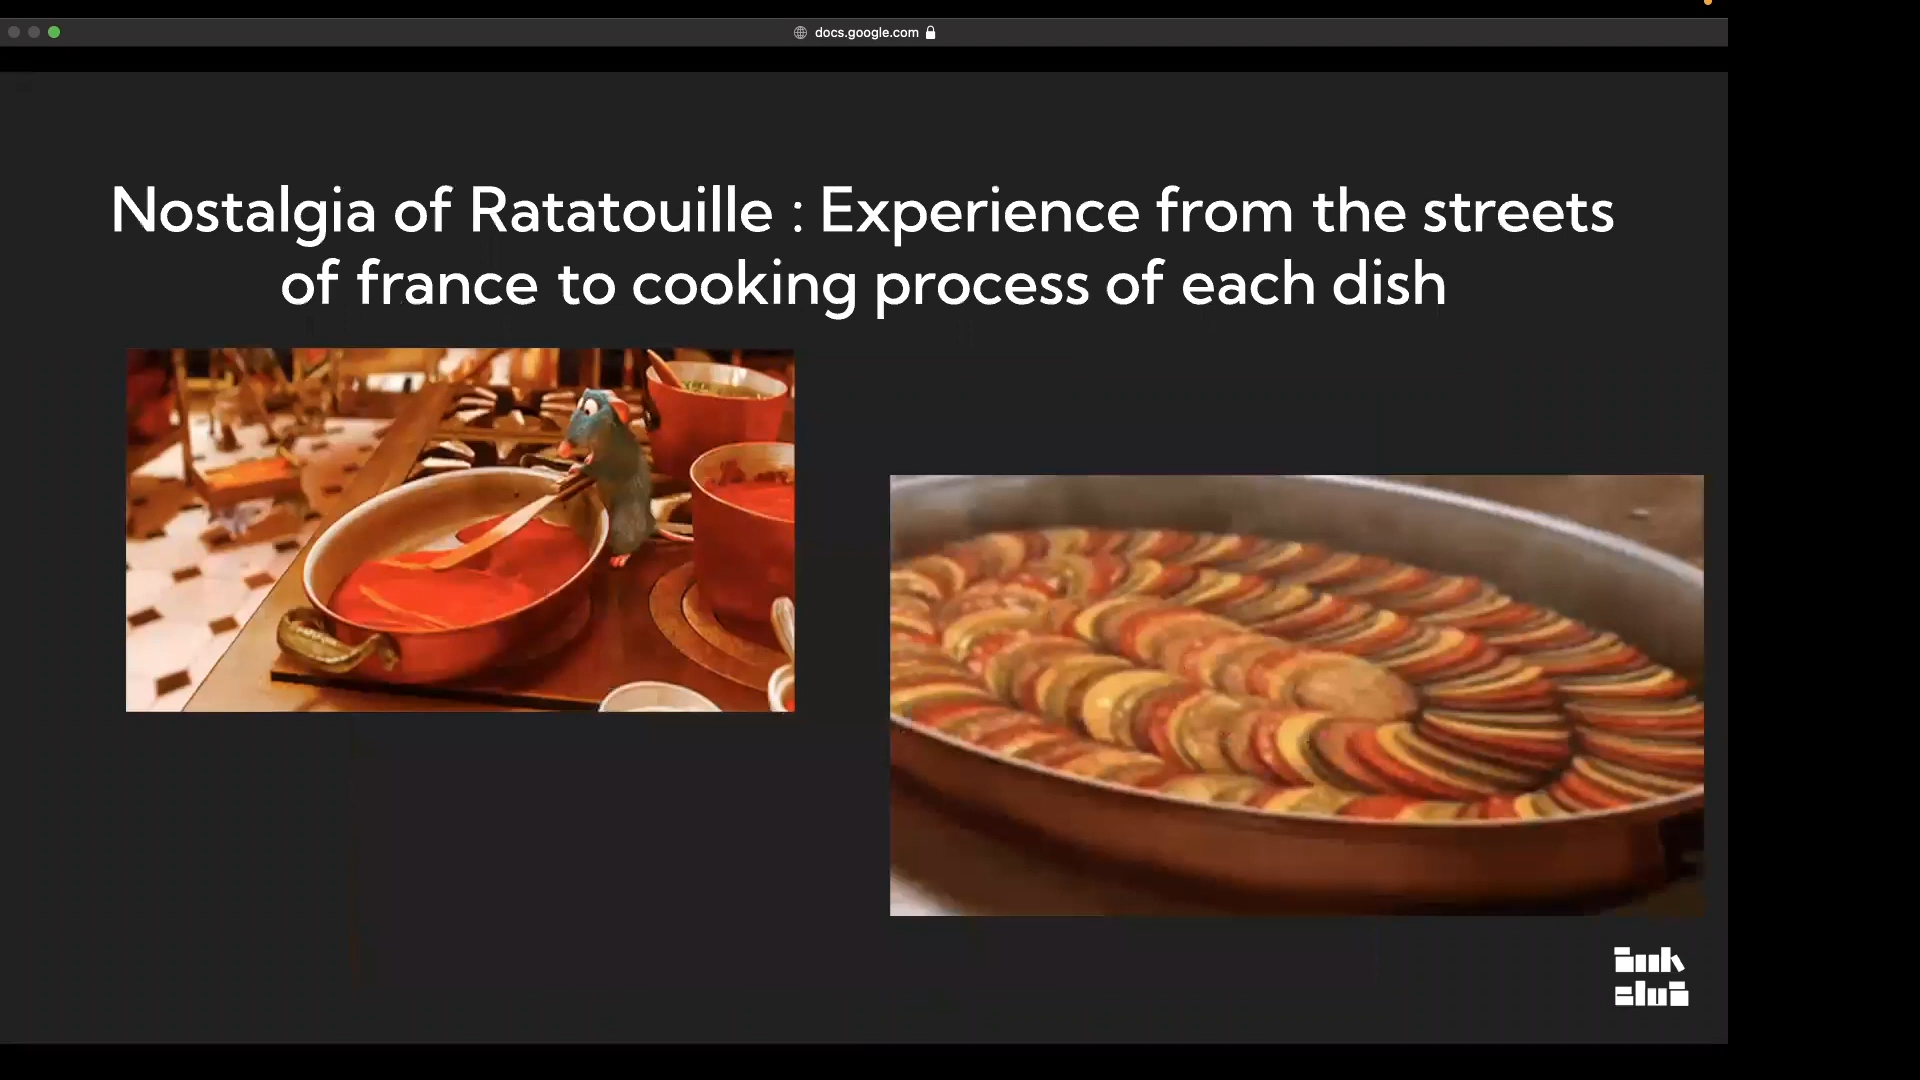 docs.google.com
Nostalgia of Ratatouille : Experience from the streets
of france to cooking process of each dish